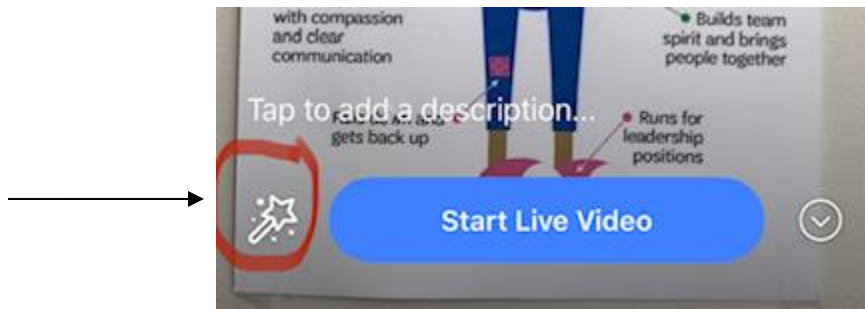 with compassion
and clear
communication
Builds team
spirit and brings
people together
Tap to add a description...
gets back up
Runs for
leadership
positions
Start Live Video